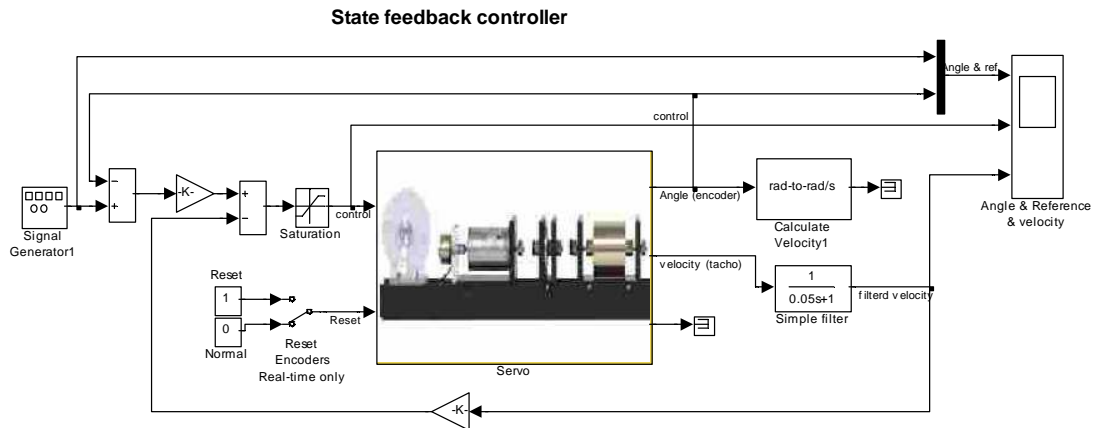 State feedback controller
Angle & ref
control
−
+
-K-
+
−
Signal
Generator1
Saturation
control
Angle (encoder)
rad-to-rad/s
Calculate
Velocity1
Angle & Reference
& velocity
velocity (tacho)
1
0.05s+1
filterd velocity
Simple filter
Reset
1
0
Normal
Reset
Reset
Encoders
Real-time only
Servo
-K-